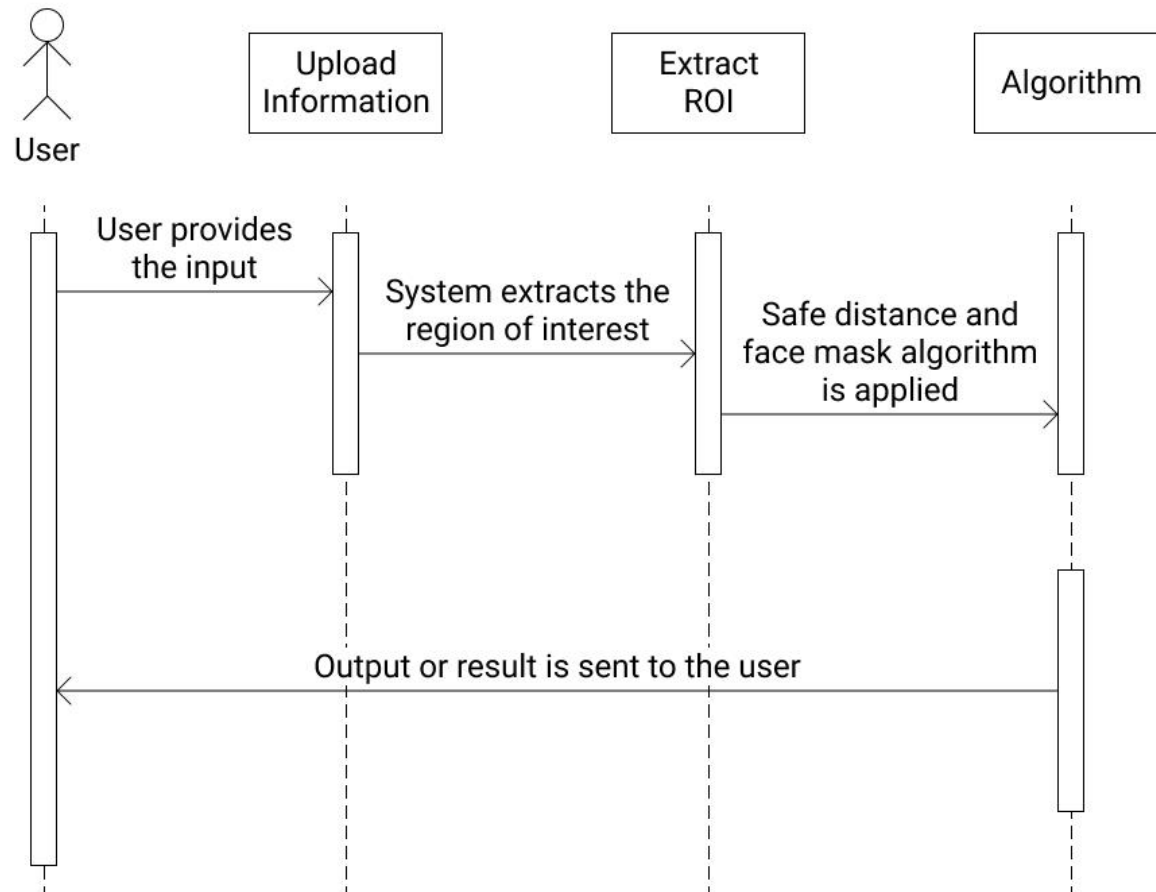 Upload
Information
Extract
ROI
Algorithm
User
User provides
the input
System extracts the
region of interest
Safe distance and
face mask algorithm
is applied
Output or result is sent to the user